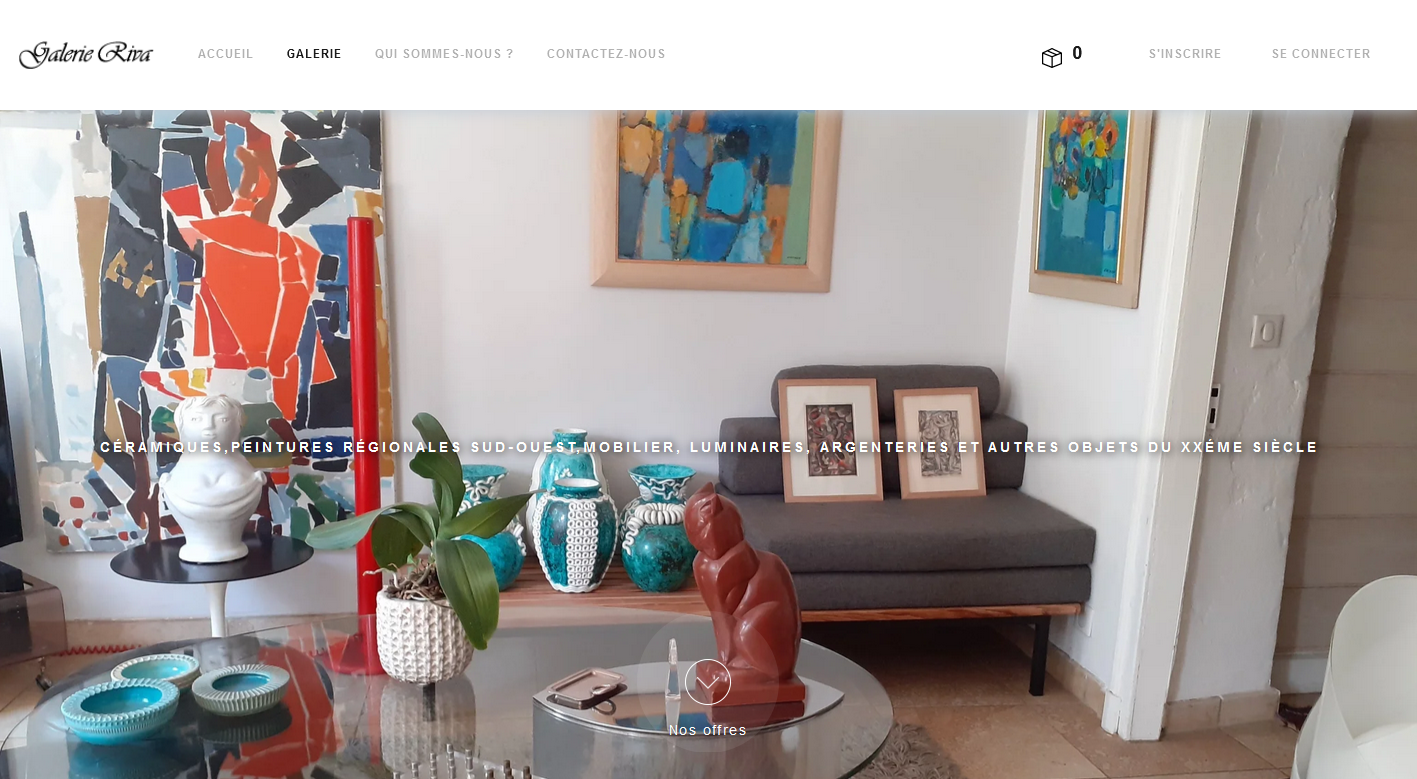 Galerie Riva
ACCUEIL GALERIE QUI SOMMES-NOUS ? CONTACTEZ-NOUS 0 S'INSCRIRE SE CONNECTER
CÉRAMIQUES,PEINTURES RÉGIONALES SUD-OUEST,MOBILIER, LUMINAIRES, ARGENTERIES ET AUTRES OBJETS DU XXÉME SIÈCLE
Nos offres